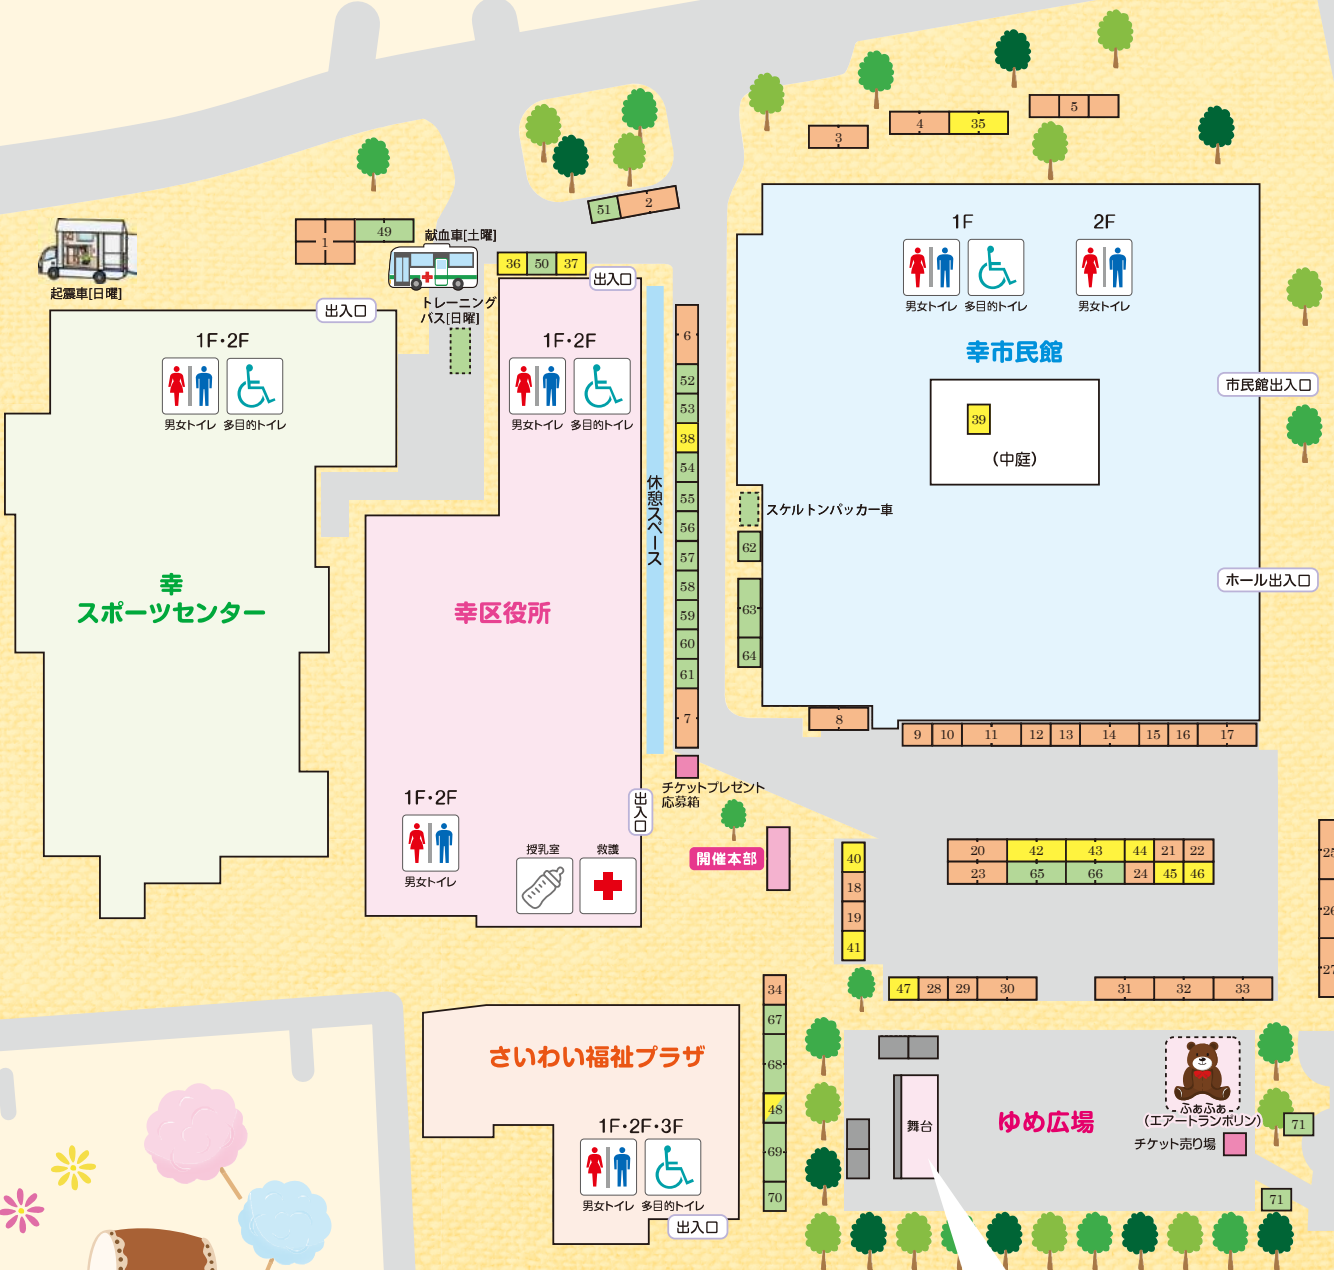 5
4
35
3
51
2
1
49
献血車[土曜]
起震車[日曜]
36
50
37
出入口
トレーニング
バス[日曜]
出入口
1F・2F
男女トイレ
多目的トイレ
幸
スポーツセンター
1F・2F
男女トイレ
多目的トイレ
幸区役所
休憩スペース
1F・2F
男女トイレ
授乳室
救護
出入口
6
52
53
38
54
55
56
57
58
59
60
61
7
チケットプレゼント
応募箱
開催本部
1F
男女トイレ
多目的トイレ
2F
男女トイレ
幸市民館
39
(中庭)
市民館出入口
ホール出入口
スケルトンパッカー車
62
63
64
8
9
10
11
12
13
14
15
16
17
40
18
19
41
20
42
43
44
21
22
23
65
66
24
45
46
25
26
27
47
28
29
30
31
32
33
34
67
68
48
69
70
さいわい福祉プラザ
1F・2F・3F
男女トイレ
多目的トイレ
出入口
舞台
ゆめ広場
ふぁふぁ
(エアートランポリン)
チケット売り場
71
71